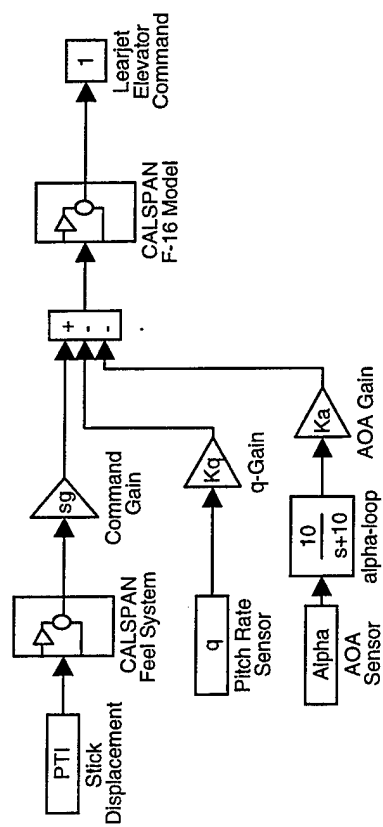 PTI
Stick
Displacement
CALSPAN
Feel System
sg
Command
Gain
+
-
-
CALSPAN
F-16 Model
1
Learjet
Elevator
Command
q
Pitch Rate
Sensor
Kq
q-Gain
Alpha
AOA
Sensor
10
s+10
alpha-loop
Ka
AOA Gain